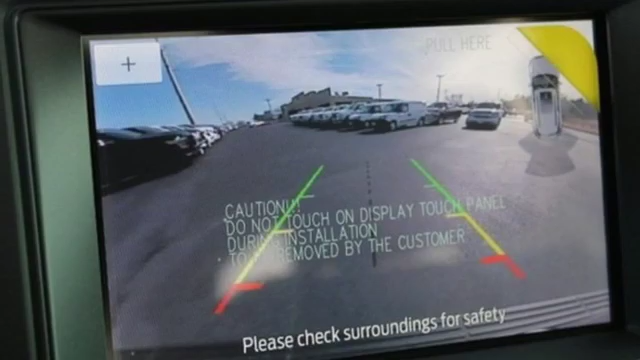 +
PULL HERE
CAUTION!!
DO NOT TOUCH ON DISPLAY TOUCH PANEL
DURING INSTALLATION
TO BE REMOVED BY THE CUSTOMER
Please check surroundings for safety